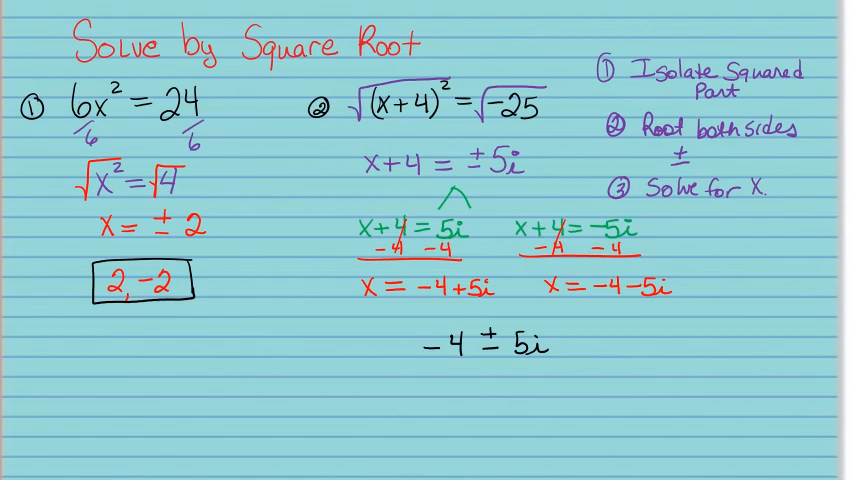 Solve by Square Root
① 6x² = 24
/6 /6
√x² = √4
x = ± 2
2, -2
② √(x+4)² = √-25
x+4 = ± 5i
x+4 = 5i
-4 -4
x = -4+5i
x+4 = -5i
-4 -4
x = -4-5i
-4 ± 5i
① Isolate Squared
Part
② Root both sides
±
③ Solve for X.